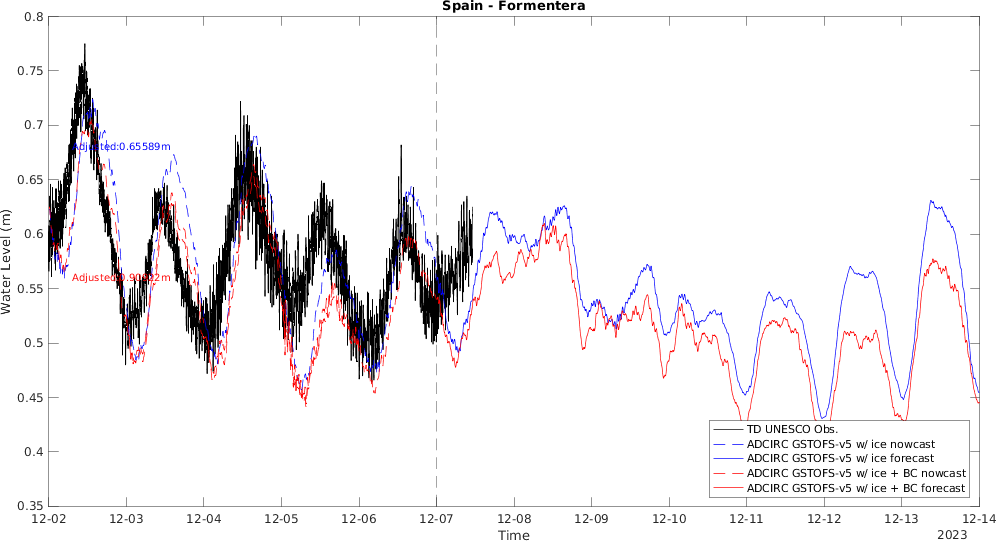 Spain - Formentera
0.8
0.75
0.7
0.65
0.6
0.55
0.5
0.45
0.4
0.35
Water Level (m)
Adjusted:0.65589m
TD UNESCO Obs.
ADCIRC GSTOFS-v5 w/ ice nowcast
ADCIRC GSTOFS-v5 w/ ice forecast
ADCIRC GSTOFS-v5 w/ ice + BC nowcast
ADCIRC GSTOFS-v5 w/ ice + BC forecast
12-02 12-03 12-04 12-05 12-06 12-07 12-08 12-09 12-10 12-11 12-12 12-13 12-14
Time
2023